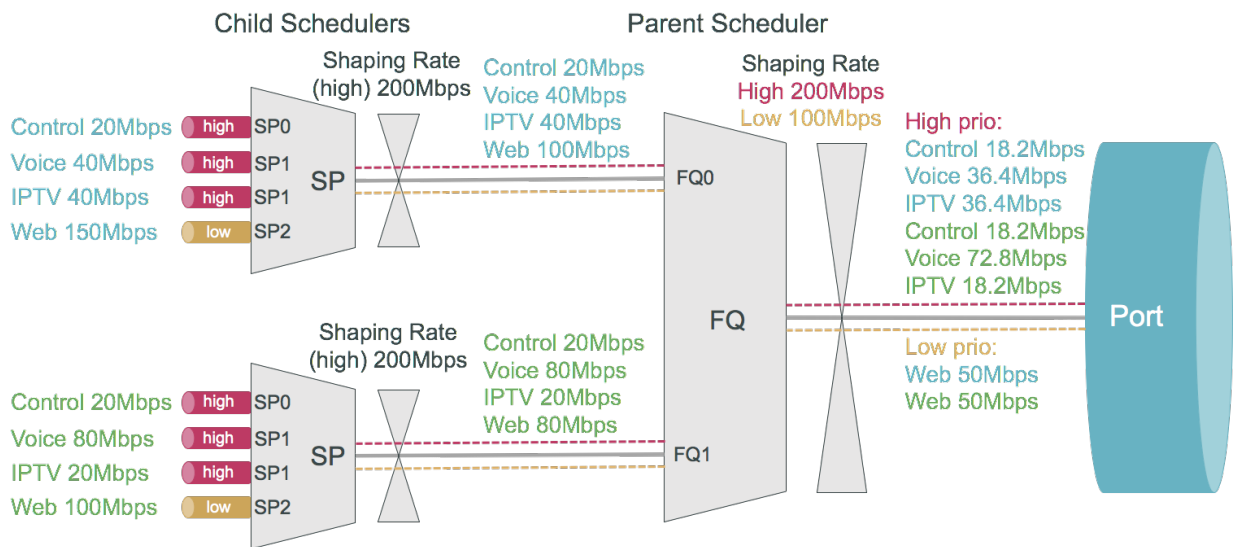 Child Schedulers
Parent Scheduler
Shaping Rate
(high) 200Mbps
Control 20Mbps
Voice 40Mbps
IPTV 40Mbps
Web 100Mbps
Shaping Rate
High 200Mbps
Low 100Mbps
Control 20Mbps
high
SP0
Voice 40Mbps
high
SP1
IPTV 40Mbps
high
SP1
Web 150Mbps
low
SP2
SP
FQ0
High prio:
Control 18.2Mbps
Voice 36.4Mbps
IPTV 36.4Mbps
Control 18.2Mbps
Voice 72.8Mbps
IPTV 18.2Mbps
FQ
Port
Low prio:
Web 50Mbps
Web 50Mbps
Shaping Rate
(high) 200Mbps
Control 20Mbps
Voice 80Mbps
IPTV 20Mbps
Web 80Mbps
Control 20Mbps
high
SP0
Voice 80Mbps
high
SP1
IPTV 20Mbps
high
SP1
Web 100Mbps
low
SP2
SP
FQ1